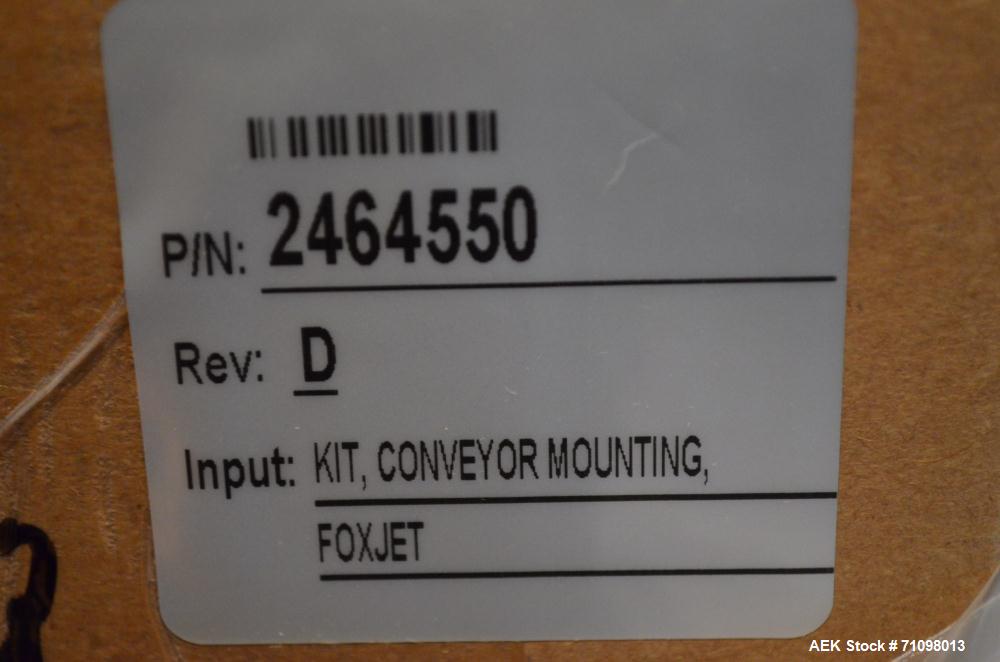 P/N: 2464550
Rev: D
Input: KIT, CONVEYOR MOUNTING,
FOXJET
AEK Stock # 71098013